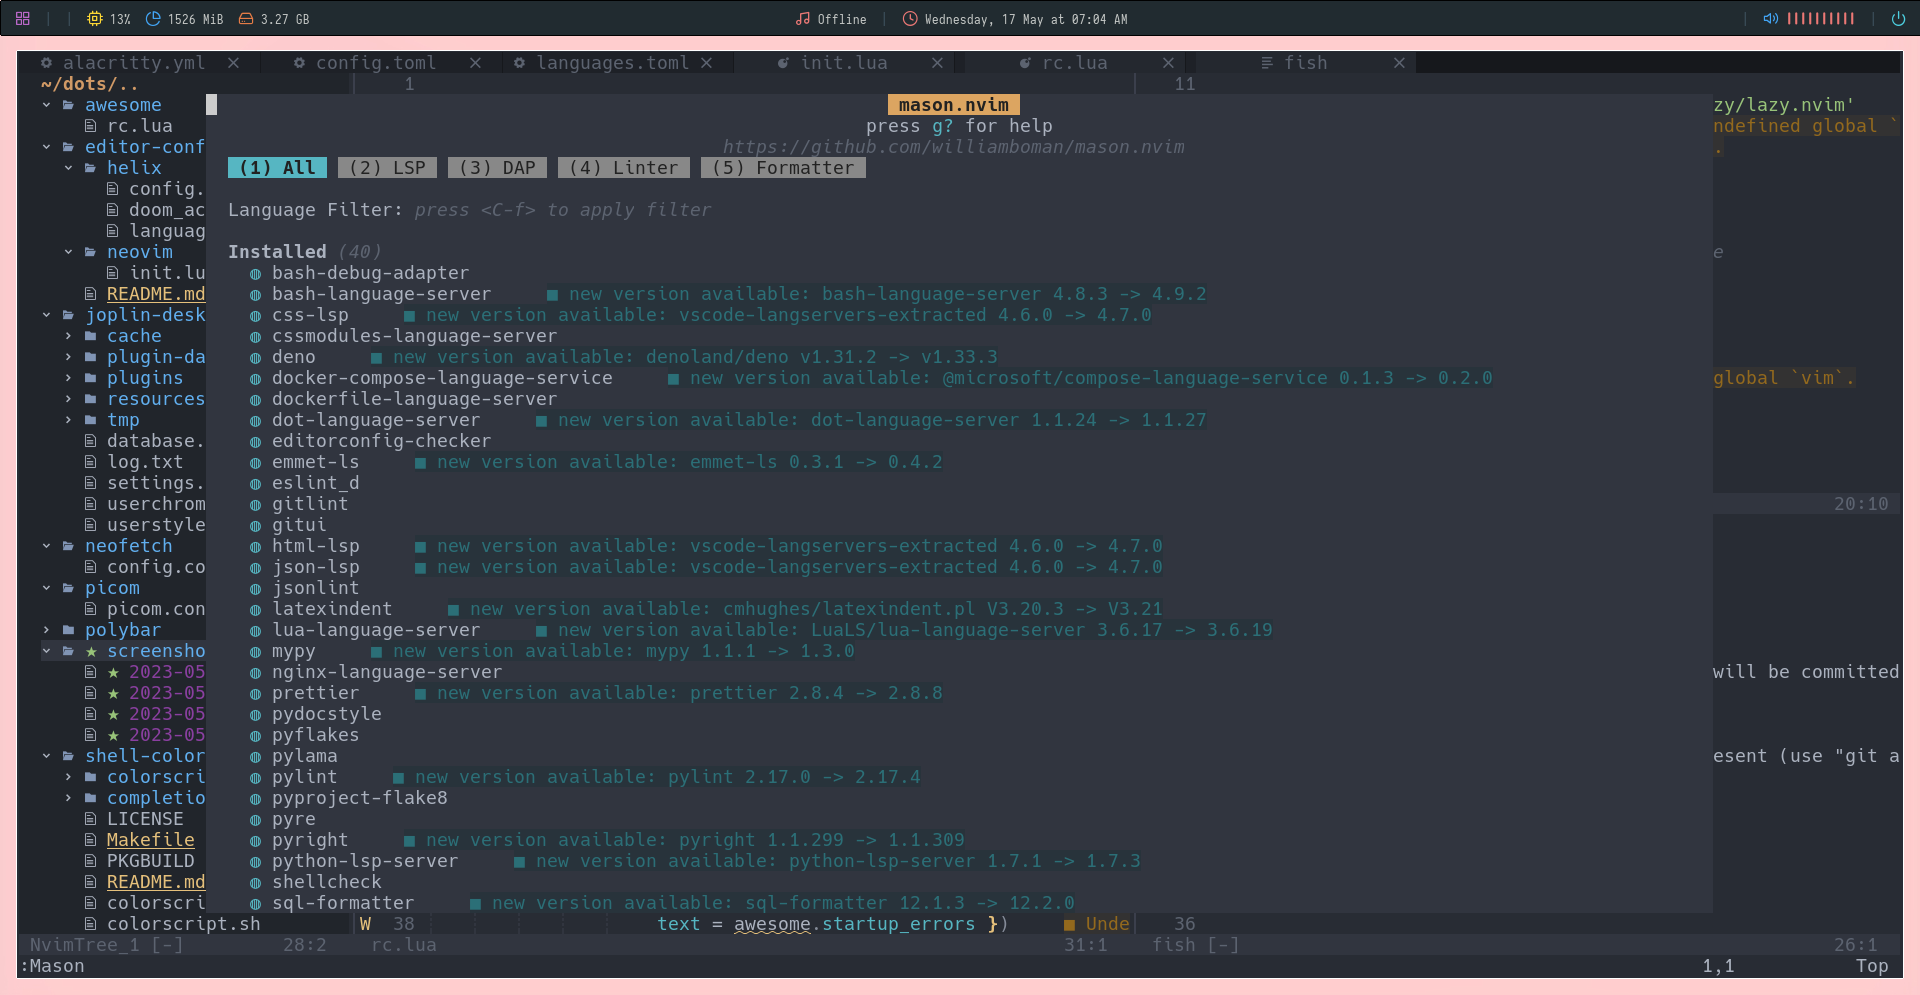 13% 1526 MiB 3.27 GB Offline Wednesday, 17 May at 07:04 AM
alacritty.yml config.toml languages.toml init.lua rc.lua fish
~/dots/.. 1 11
awesome mason.nvim zy/lazy.nvim'
rc.lua press g? for help ndefined global `
editor-conf https://github.com/williamboman/mason.nvim .
helix (1) All (2) LSP (3) DAP (4) Linter (5) Formatter
config.
doom_ac Language Filter: press <C-f> to apply filter
languag
neovim Installed (40) e
init.lu bash-debug-adapter
README.md bash-language-server new version available: bash-language-server 4.8.3 -> 4.9.2
joplin-desk css-lsp new version available: vscode-langservers-extracted 4.6.0 -> 4.7.0
cache cssmodules-language-server
plugin-da deno new version available: denoland/deno v1.31.2 -> v1.33.3
plugins docker-compose-language-service new version available: @microsoft/compose-language-service 0.1.3 -> 0.2.0 global `vim`.
resources dockerfile-language-server
tmp dot-language-server new version available: dot-language-server 1.1.24 -> 1.1.27
database. editorconfig-checker
log.txt emmet-ls new version available: emmet-ls 0.3.1 -> 0.4.2
settings. eslint_d
userchrom gitlint 20:10
userstyle gitui
neofetch html-lsp new version available: vscode-langservers-extracted 4.6.0 -> 4.7.0
config.co json-lsp new version available: vscode-langservers-extracted 4.6.0 -> 4.7.0
picom jsonlint
picom.con latexindent new version available: cmhughes/latexindent.pl V3.20.3 -> V3.21
polybar lua-language-server new version available: LuaLS/lua-language-server 3.6.17 -> 3.6.19
screensho mypy new version available: mypy 1.1.1 -> 1.3.0
2023-05 nginx-language-server will be committed
2023-05 prettier new version available: prettier 2.8.4 -> 2.8.8
2023-05 pydocstyle
2023-05 pyflakes
shell-color pylama esent (use "git a
colorscri pylint new version available: pylint 2.17.0 -> 2.17.4
completio pyproject-flake8
LICENSE pyre
Makefile pyright new version available: pyright 1.1.299 -> 1.1.309
PKGBUILD python-lsp-server new version available: python-lsp-server 1.7.1 -> 1.7.3
README.md shellcheck
colorscri sql-formatter new version available: sql-formatter 12.1.3 -> 12.2.0
colorscript.sh W 38 text = awesome.startup_errors }) Unde 36
NvimTree_1 [-] 28:2 rc.lua 31:1 fish [-] 26:1
:Mason 1,1 Top